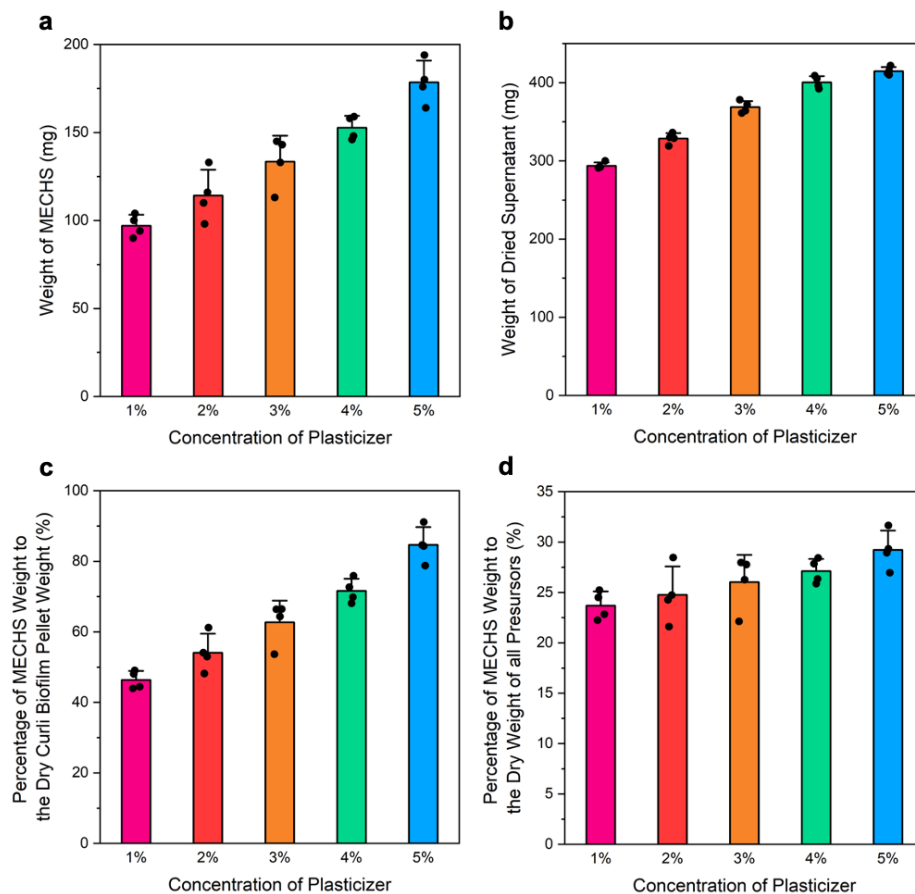 a
200
150
100
50
0
Weight of MECHS (mg)
1% 2% 3% 4% 5%
Concentration of Plasticizer
b
400
300
200
100
0
Weight of Dried Supernatant (mg)
1% 2% 3% 4% 5%
Concentration of Plasticizer
c
100
80
60
40
20
0
Percentage of MECHS Weight to
the Dry Curli Biofilm Pellet Weight (%)
1% 2% 3% 4% 5%
Concentration of Plasticizer
d
35
30
25
20
15
10
5
0
Percentage of MECHS Weight to
the Dry Weight of all Presursors (%)
1% 2% 3% 4% 5%
Concentration of Plasticizer